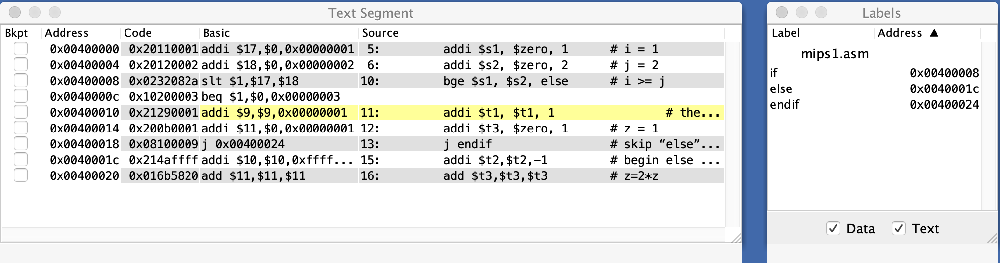 Text Segment
Bkpt Address Code Basic Source
0x00400000 0x20110001 addi $17,$0,0x00000001 5: addi $s1, $zero, 1 # i = 1
0x00400004 0x20120002 addi $18,$0,0x00000002 6: addi $s2, $zero, 2 # j = 2
0x00400008 0x0232082a slt $1,$17,$18 10: bge $s1, $s2, else # i >= j
0x0040000c 0x10200003 beq $1,$0,0x00000003
0x00400010 0x21290001 addi $9,$9,0x00000001 11: addi $t1, $t1, 1 # the...
0x00400014 0x200b0001 addi $11,$0,0x00000001 12: addi $t3, $zero, 1 # z = 1
0x00400018 0x08100009 j 0x00400024 13: j endif # skip “else”...
0x0040001c 0x214affff addi $10,$10,0xffff... 15: addi $t2,$t2,-1 # begin else ...
0x00400020 0x016b5820 add $11,$11,$11 16: add $t3,$t3,$t3 # z=2*z
Labels
Label Address ▲
mips1.asm
if 0x00400008
else 0x0040001c
endif 0x00400024
Data Text